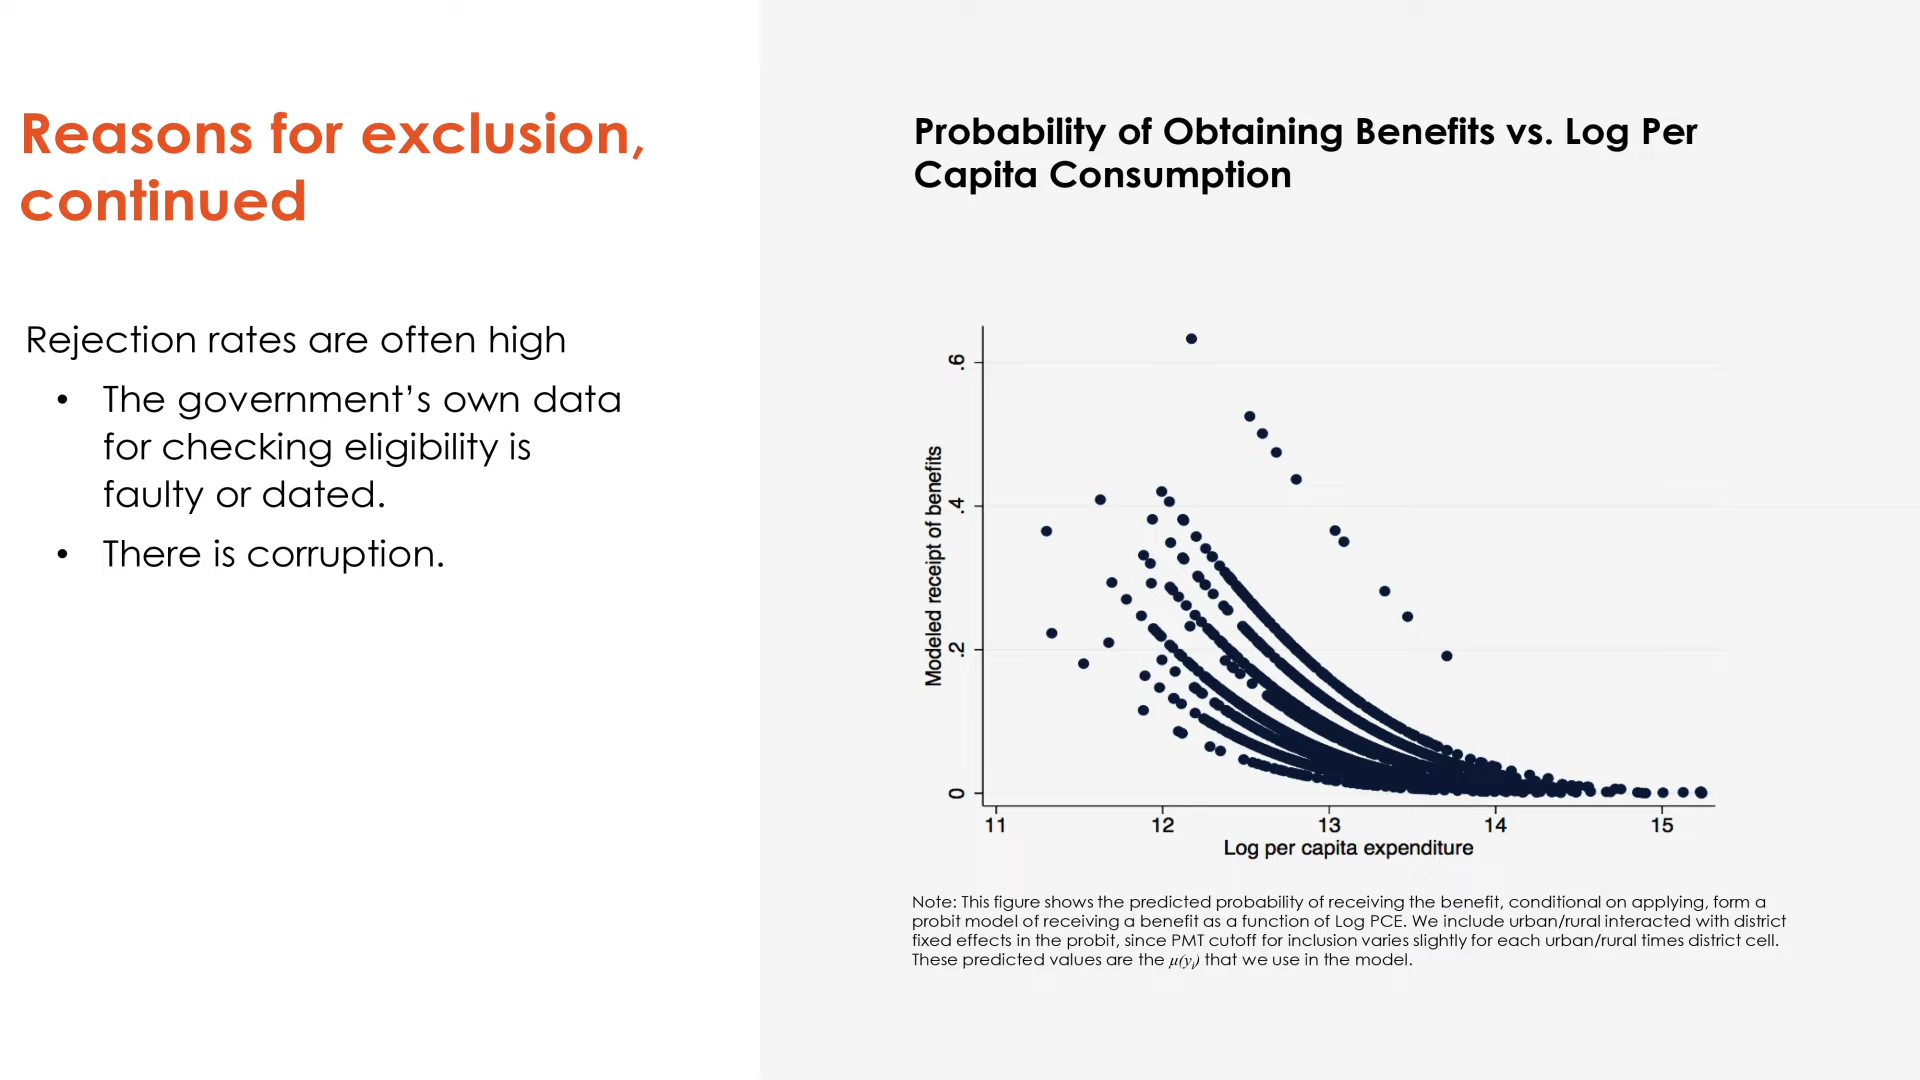 Reasons for exclusion,
continued
Rejection rates are often high
• The government’s own data
for checking eligibility is
faulty or dated.
• There is corruption.
Probability of Obtaining Benefits vs. Log Per
Capita Consumption
Modeled receipt of benefits
.6
.4
.2
0
11 12 13 14 15
Log per capita expenditure
Note: This figure shows the predicted probability of receiving the benefit, conditional on applying, form a
probit model of receiving a benefit as a function of Log PCE. We include urban/rural interacted with district
fixed effects in the probit, since PMT cutoff for inclusion varies slightly for each urban/rural times district cell.
These predicted values are the μ(yᵢ) that we use in the model.